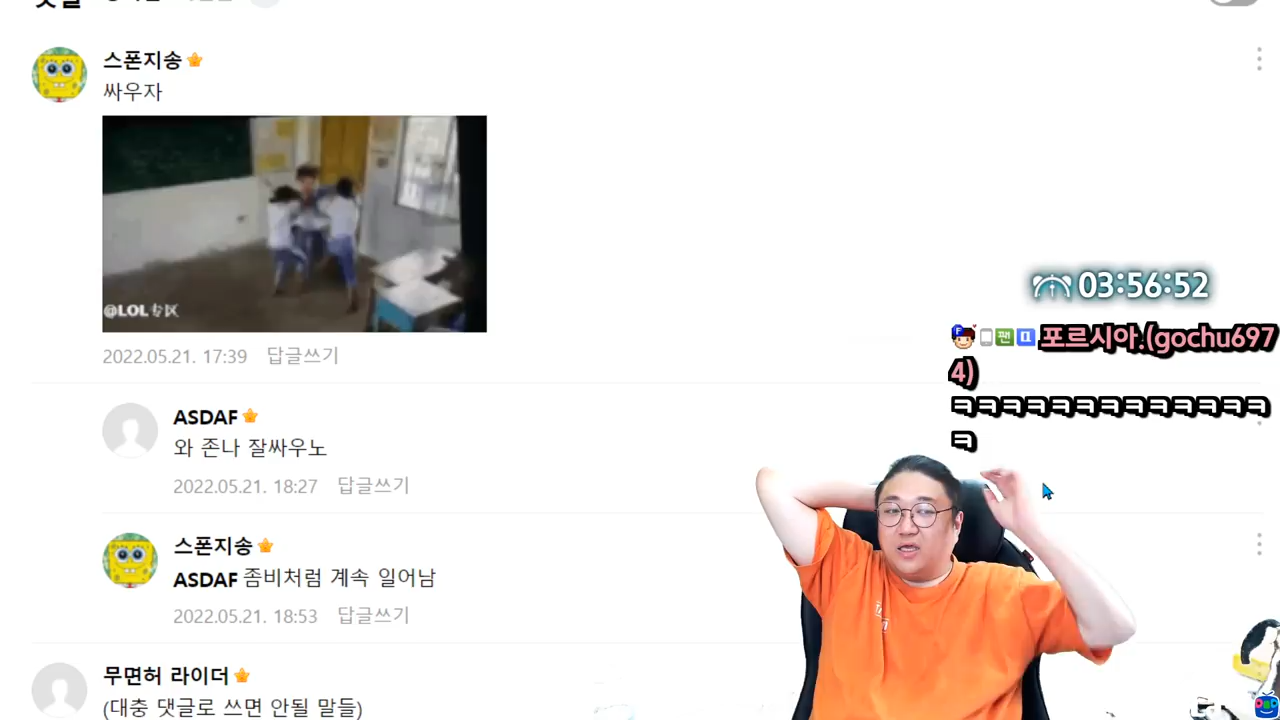 스폰지송
싸우자
@LOL专区
2022.05.21. 17:39 답글쓰기
03:56:52
포르시아.(gochu697
4)
ㅋㅋㅋㅋㅋㅋㅋㅋㅋㅋㅋㅋㅋ
ㅋ
ASDAF
와 존나 잘싸우노
2022.05.21. 18:27 답글쓰기
스폰지송
ASDAF 좀비처럼 계속 일어남
2022.05.21. 18:53 답글쓰기
무면허 라이더
(대충 댓글로 쓰면 안될 말들)